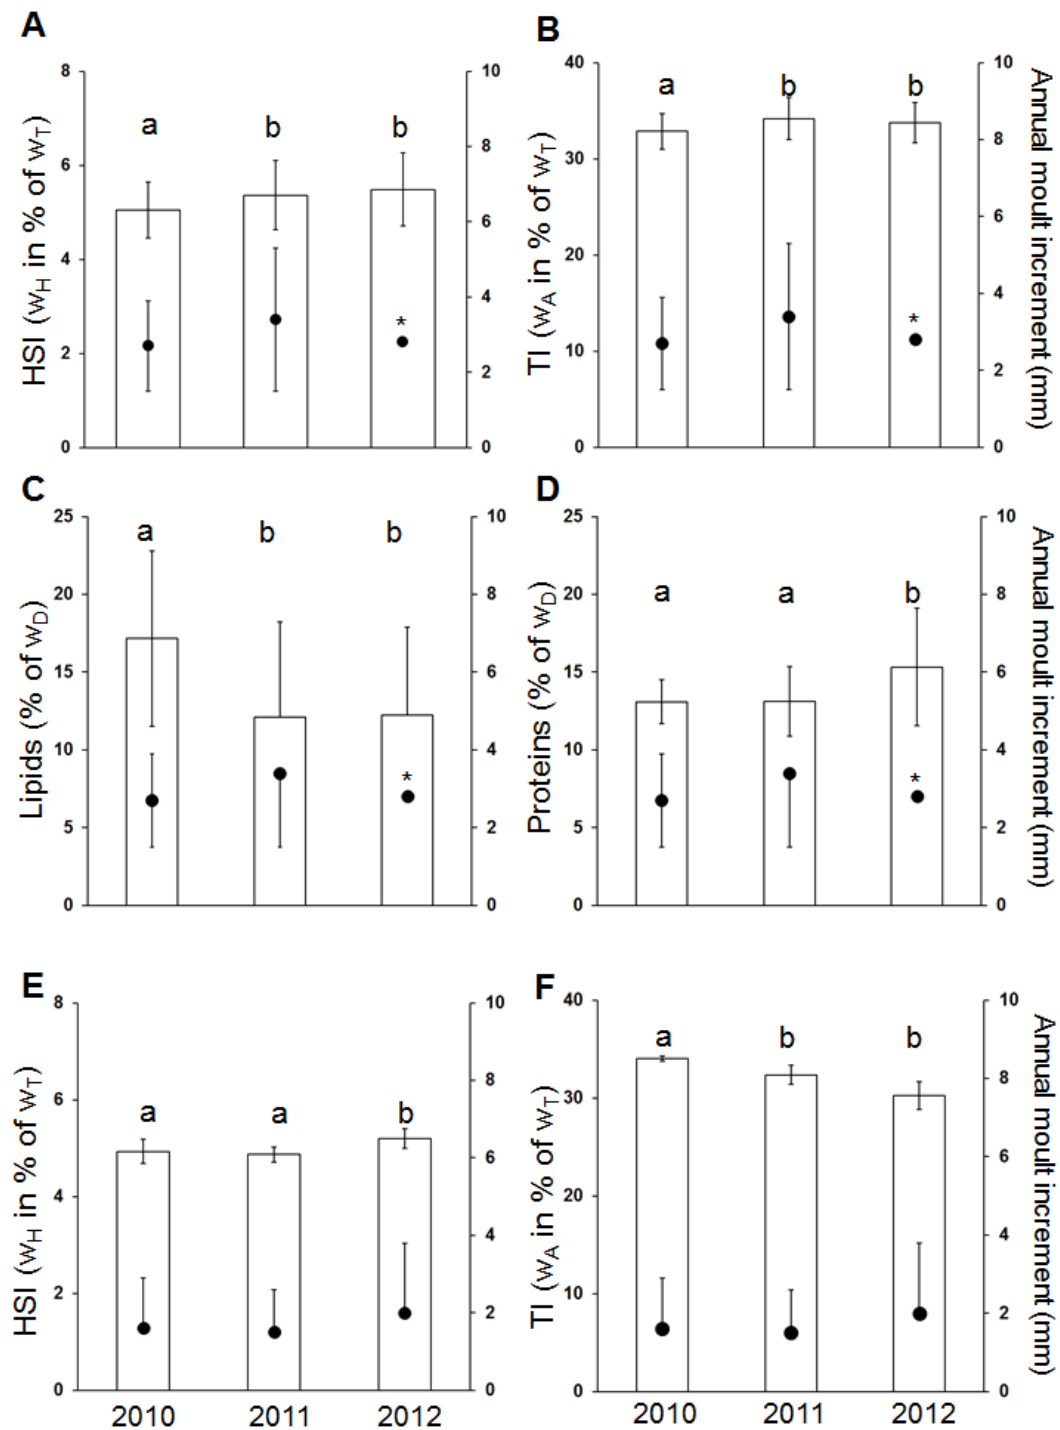 A
HSI (wH in % of wT)
8
6
4
2
0
a
b
b
*
10
8
6
4
2
0
B
TI (wA in % of wT)
40
30
20
10
0
a
b
b
*
10
8
6
4
2
0
Annual moult increment (mm)
C
Lipids (% of wD)
25
20
15
10
5
0
a
b
b
*
10
8
6
4
2
0
D
Proteins (% of wD)
25
20
15
10
5
0
a
a
b
*
10
8
6
4
2
0
Annual moult increment (mm)
E
HSI (wH in % of wT)
8
6
4
2
0
a
a
b
10
8
6
4
2
0
2010 2011 2012
F
TI (wA in % of wT)
40
30
20
10
0
a
b
b
10
8
6
4
2
0
Annual moult increment (mm)
2010 2011 2012